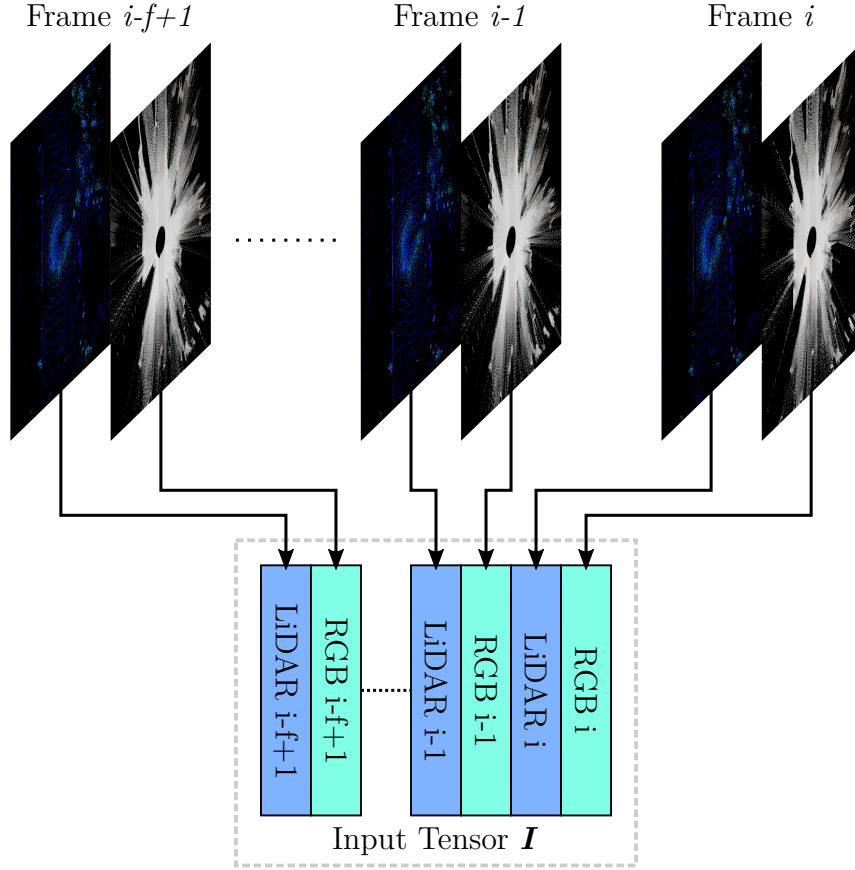 Frame i-f+1
Frame i-1
Frame i
LiDAR i-f+1
RGB i-f+1
LiDAR i-1
RGB i-1
LiDAR i
RGB i
Input Tensor I